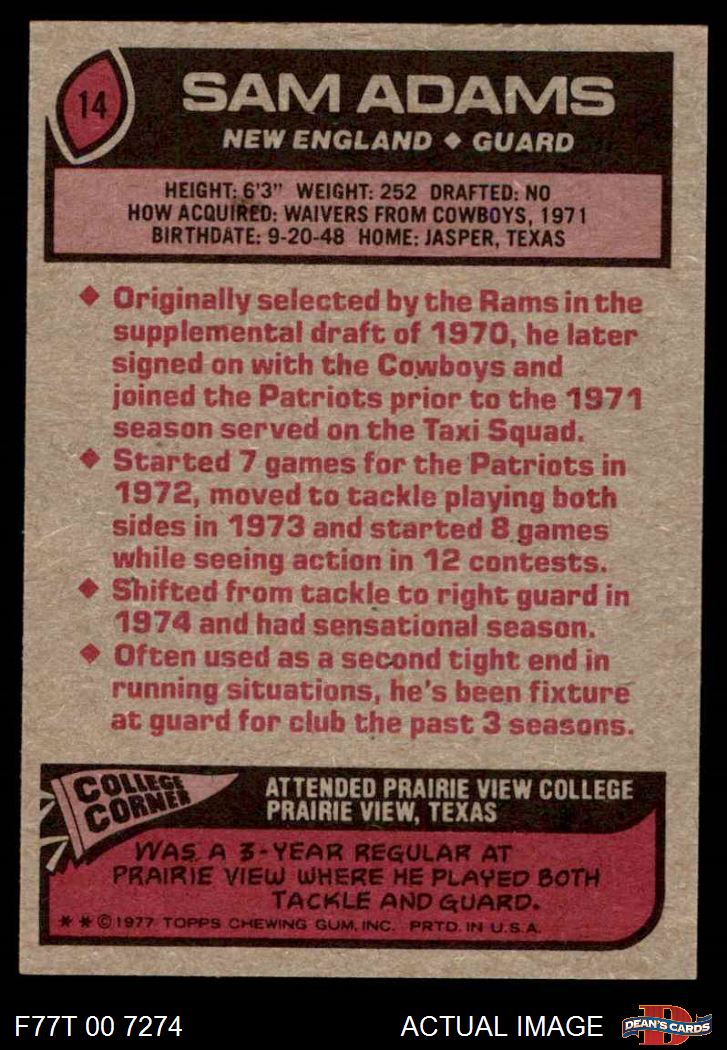 14
SAM ADAMS
NEW ENGLAND ◆ GUARD
HEIGHT: 6'3" WEIGHT: 252 DRAFTED: NO
HOW ACQUIRED: WAIVERS FROM COWBOYS, 1971
BIRTHDATE: 9-20-48 HOME: JASPER, TEXAS
◆ Originally selected by the Rams in the
supplemental draft of 1970, he later
signed on with the Cowboys and
joined the Patriots prior to the 1971
season served on the Taxi Squad.
◆ Started 7 games for the Patriots in
1972, moved to tackle playing both
sides in 1973 and started 8 games
while seeing action in 12 contests.
◆ Shifted from tackle to right guard in
1974 and had sensational season.
◆ Often used as a second tight end in
running situations, he's been fixture
at guard for club the past 3 seasons.
COLLEGE
CORNER
ATTENDED PRAIRIE VIEW COLLEGE
PRAIRIE VIEW, TEXAS
WAS A 3-YEAR REGULAR AT
PRAIRIE VIEW WHERE HE PLAYED BOTH
TACKLE AND GUARD.
* * © 1977 TOPPS CHEWING GUM, INC. PRTD. IN U.S.A.
F77T 00 7274
ACTUAL IMAGE
D
DEAN'S CARDS